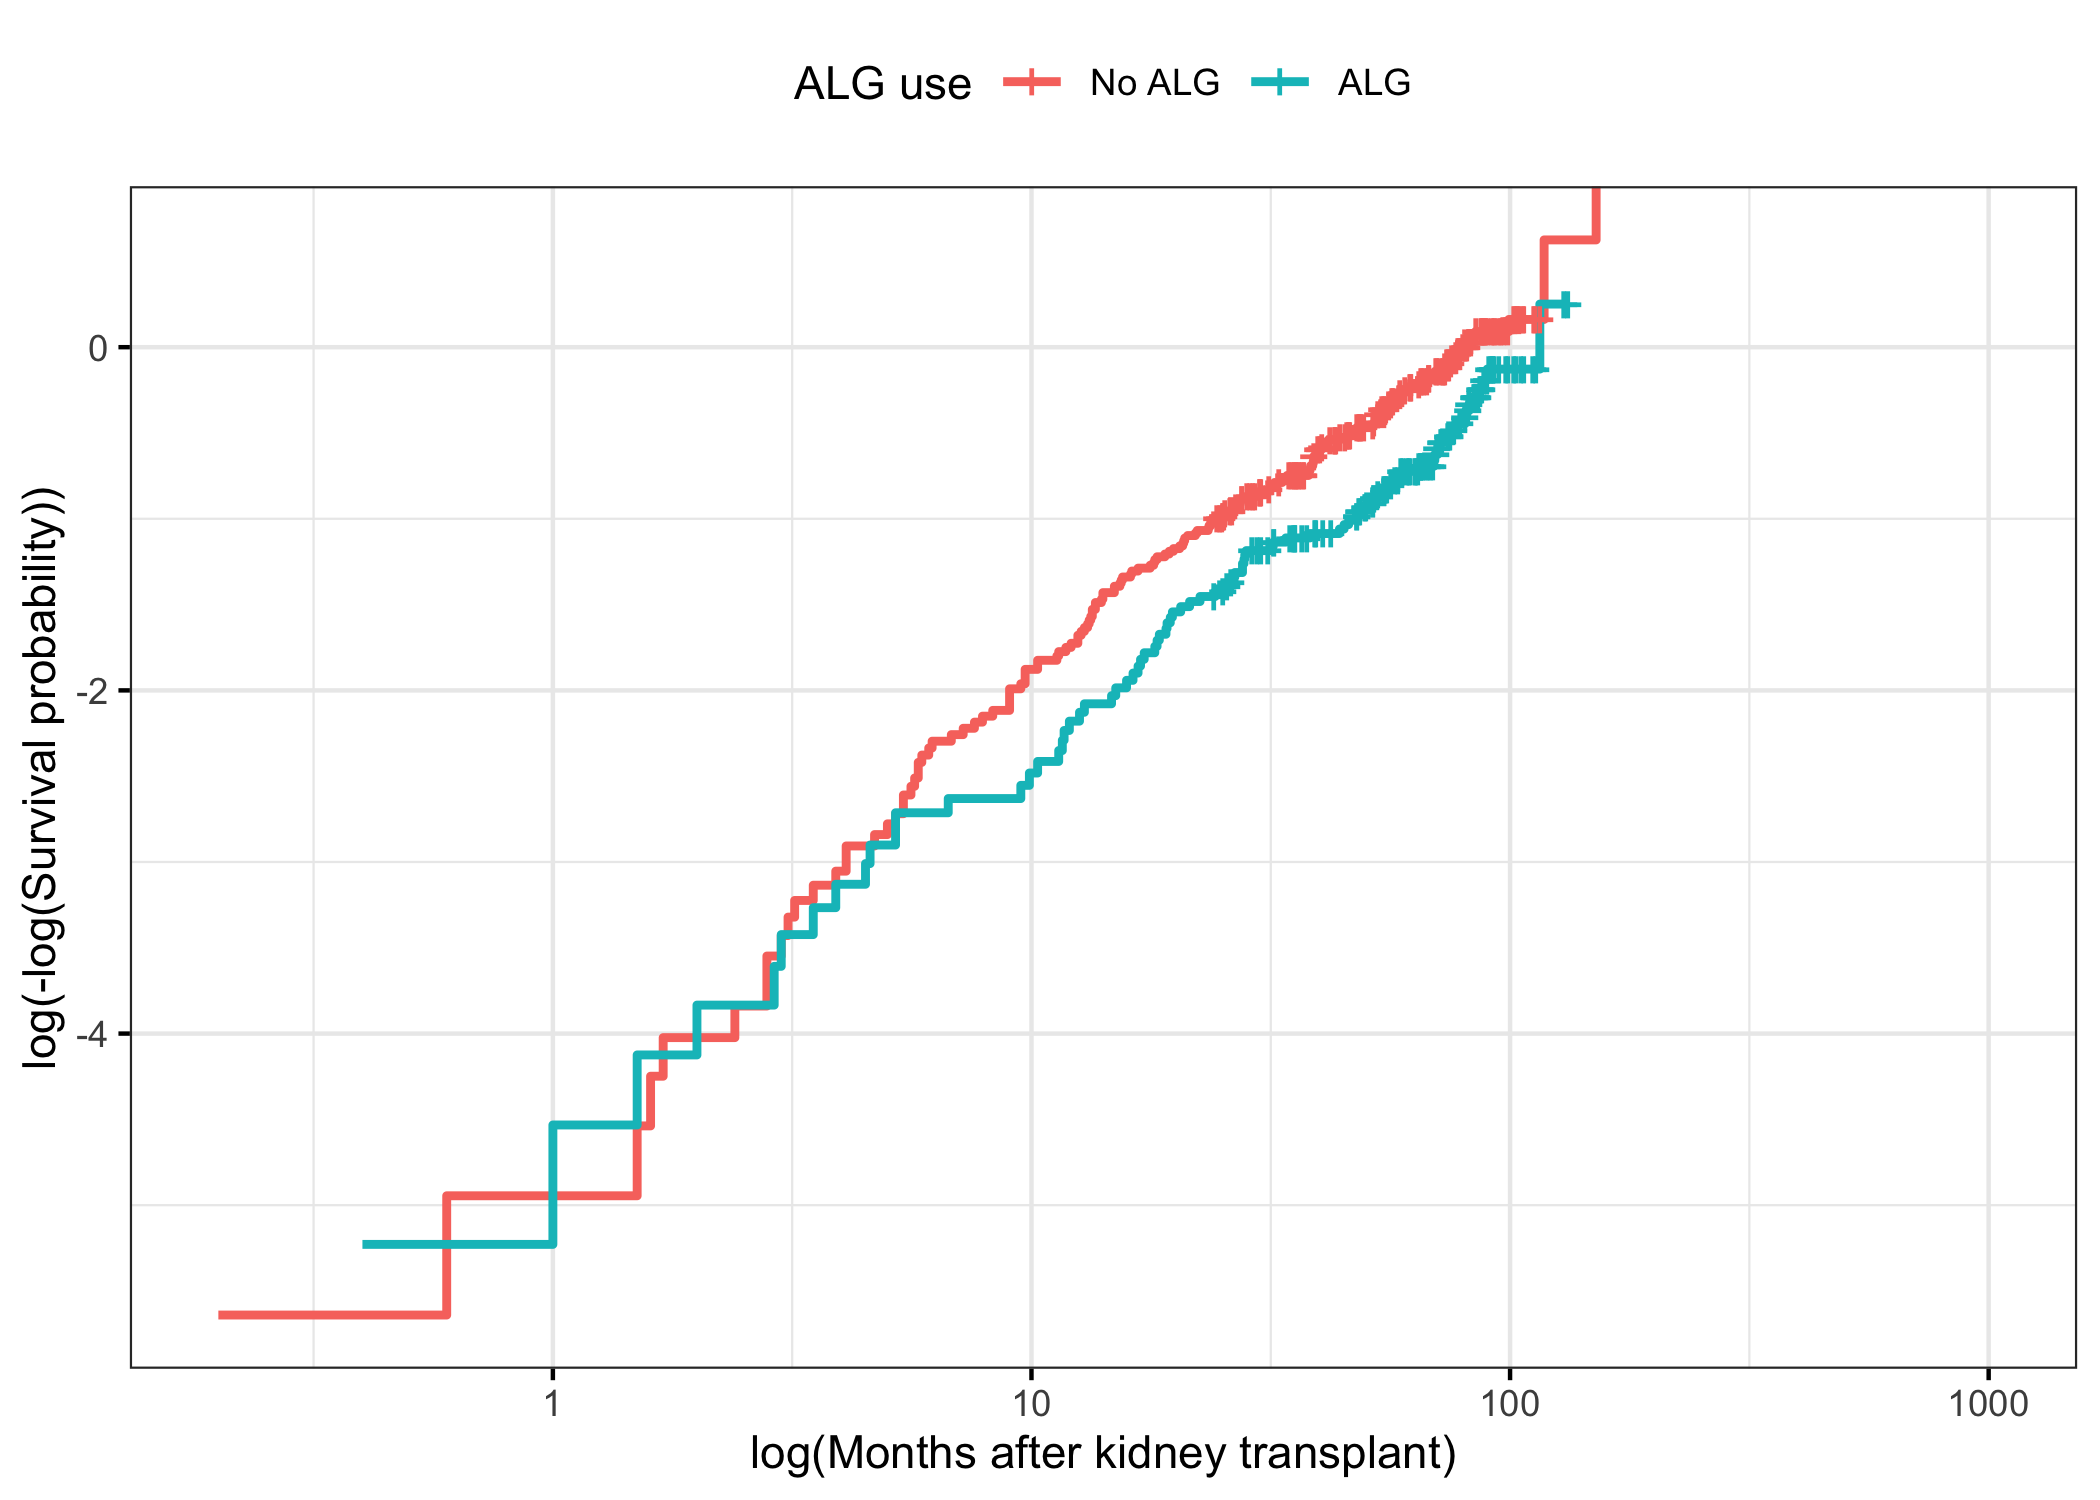 ALG use No ALG ALG
log(-log(Survival probability))
0
-2
-4
1 10 100 1000
log(Months after kidney transplant)